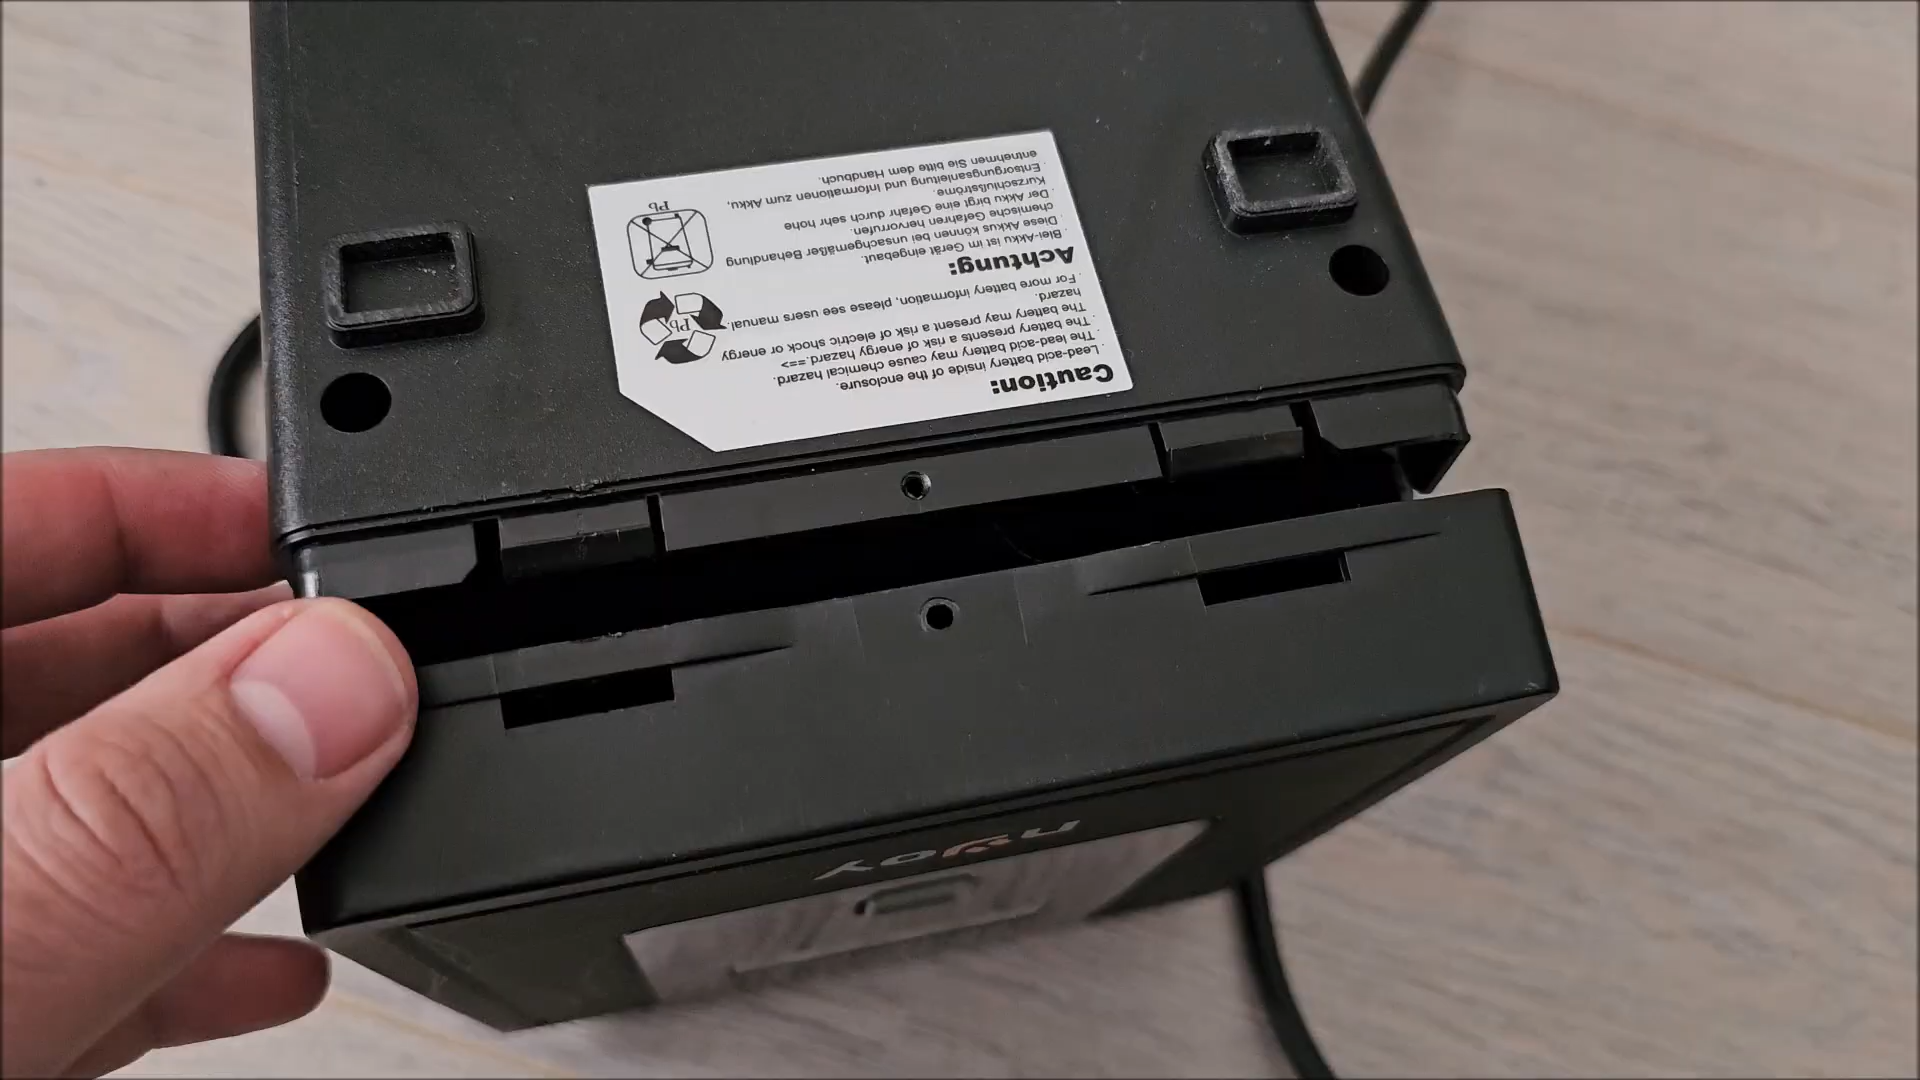 Caution:
· Lead-acid battery inside of the enclosure.
· The lead-acid battery may cause chemical hazard.
· The battery presents a risk of energy hazard.==>
· The battery may present a risk of electric shock or energy
hazard.
· For more battery information, please see users manual.
Achtung:
· Blei-Akku ist im Gerät eingebaut.
· Diese Akkus können bei unsachgemäßer Behandlung
chemische Gefahren hervorrufen.
· Der Akku birgt eine Gefahr durch sehr hohe
Kurzschlußströme.
· Entsorgungsanleitung und Informationen zum Akku,
entnehmen Sie bitte dem Handbuch.
Pb
Pb